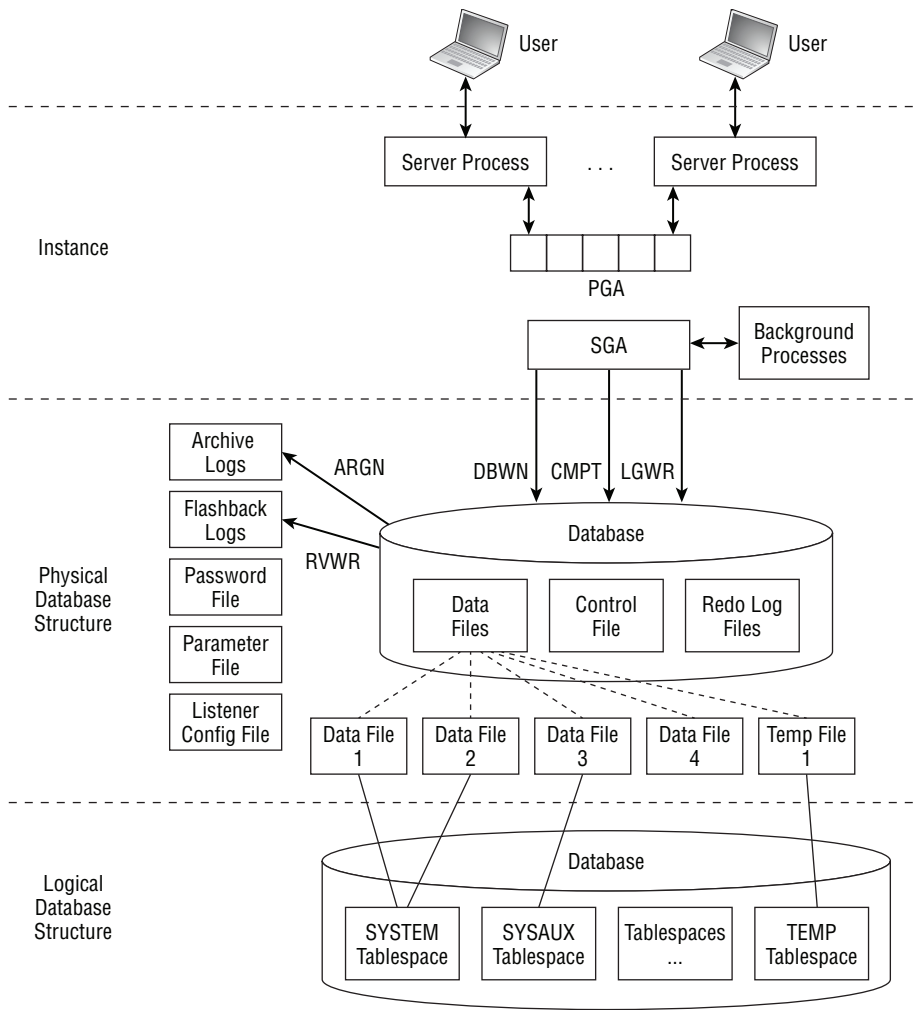 User
User
Server Process
. . .
Server Process
Instance
PGA
SGA
Background
Processes
Archive
Logs
ARGN
DBWN
CMPT
LGWR
Flashback
Logs
RVWR
Database
Physical
Database
Structure
Password
File
Data
Files
Control
File
Redo Log
Files
Parameter
File
Listener
Config File
Data File
1
Data File
2
Data File
3
Data File
4
Temp File
1
Database
Logical
Database
Structure
SYSTEM
Tablespace
SYSAUX
Tablespace
Tablespaces
...
TEMP
Tablespace